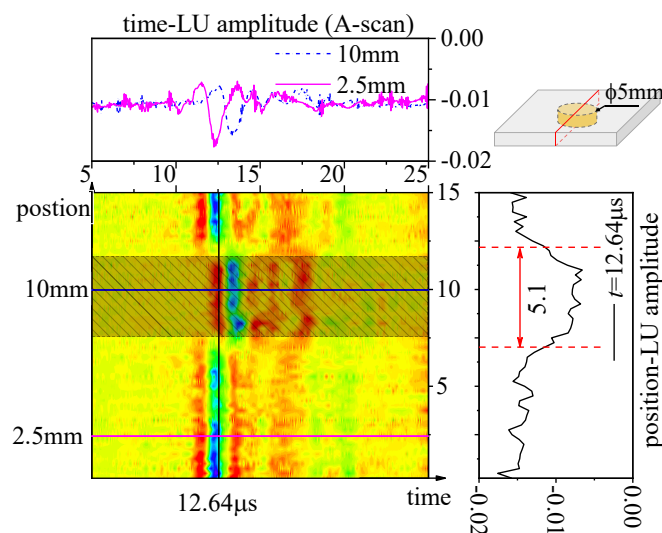 time-LU amplitude (A-scan)
10mm
2.5mm
0.00
-0.01
-0.02
5 10 15 20 25
ϕ5mm
postion
10mm
2.5mm
15
10
5
time
12.64μs
5.1
t=12.64μs
position-LU amplitude
-0.02
-0.01
0.00